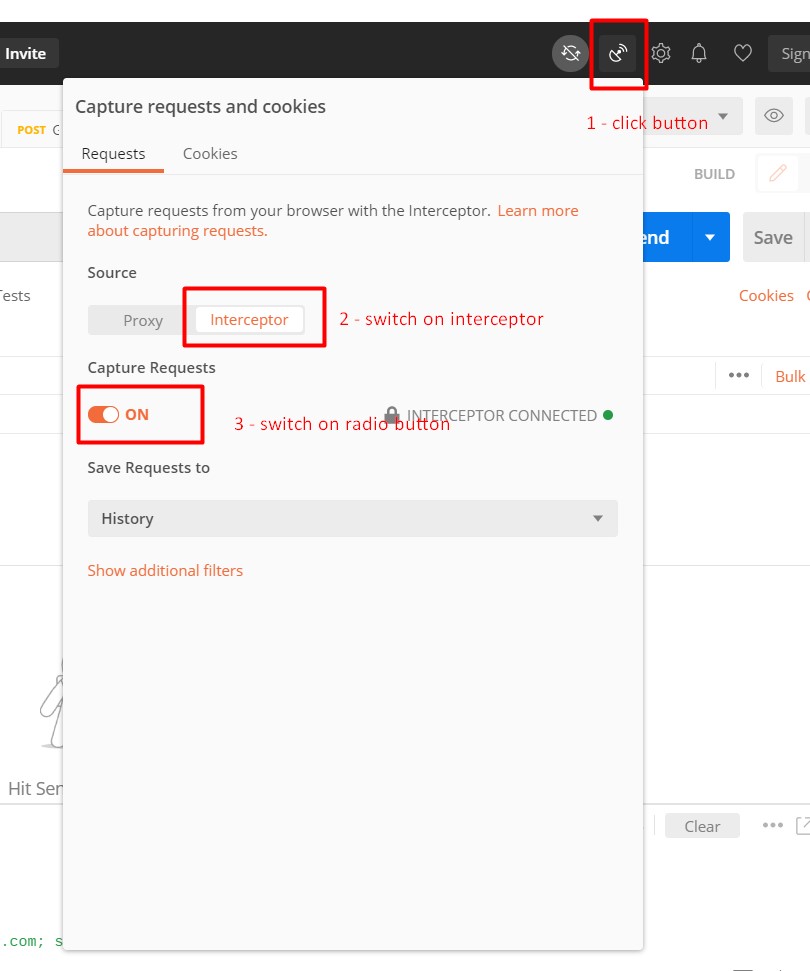 Invite
Sign
Capture requests and cookies
1 - click button
POST G
Requests
Cookies
BUILD
Capture requests from your browser with the Interceptor. Learn more
about capturing requests.
end
Save
Source
Tests
Cookies
Proxy
Interceptor
2 - switch on interceptor
Capture Requests
Bulk
ON
INTERCEPTOR CONNECTED
3 - switch on radio button
Save Requests to
History
Show additional filters
Hit Sen
Clear
.com; s